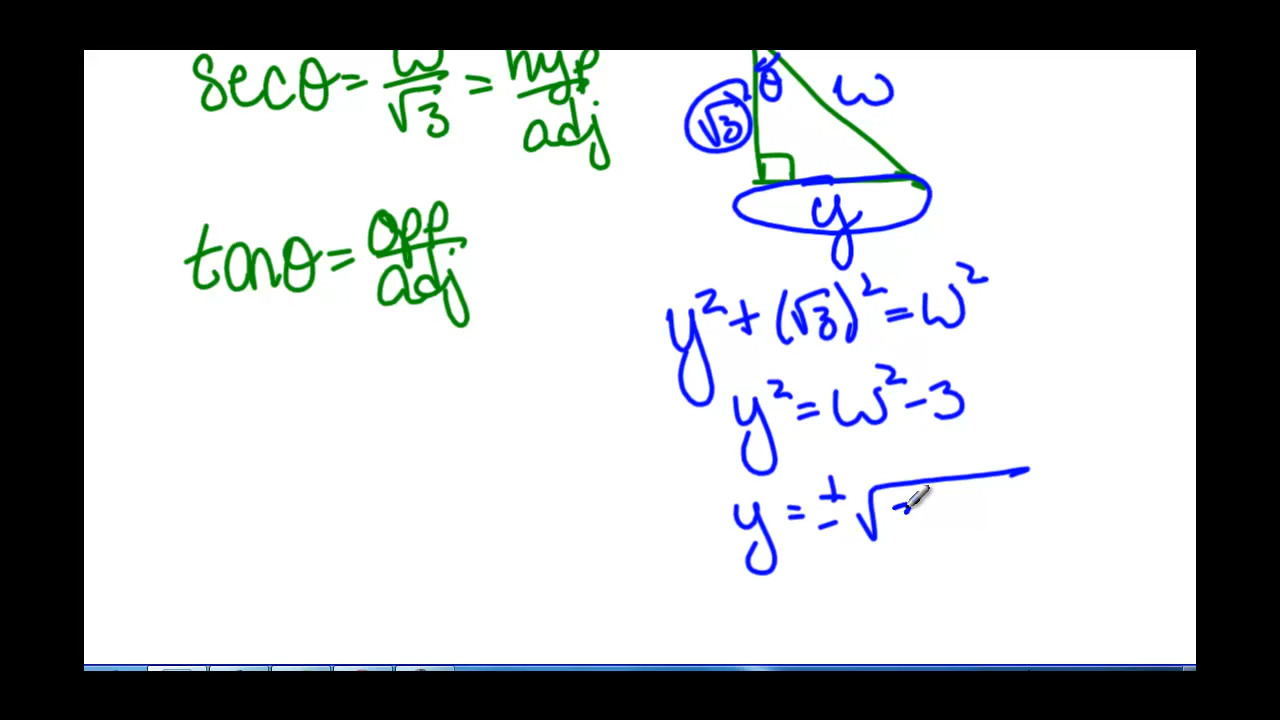 secθ = w/√3 = hyp/adj
θ
w
√3
y
tanθ = opp/adj
y² + (√3)² = w²
y² = w² - 3
y = ± √